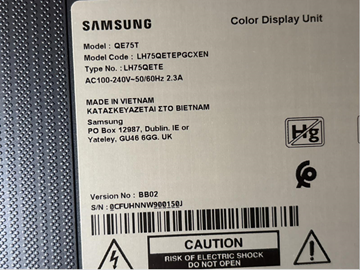 SAMSUNG
Color Display Unit
Model : QE75T
Model Code : LH75QETEPGCXEN
Type No. : LH75QETE
AC100-240V~50/60Hz 2.3A
MADE IN VIETNAM
ΚΑΤΑΣΚΕΥΑΖΕΤΑΙ ΣΤΟ ΒΙΕΤΝΑΜ
Samsung
PO Box 12987, Dublin. IE or
Yateley, GU46 6GG. UK
Hg
Version No : BB02
S/N : 0CFUHNNW900150J
CAUTION
RISK OF ELECTRIC SHOCK
DO NOT OPEN